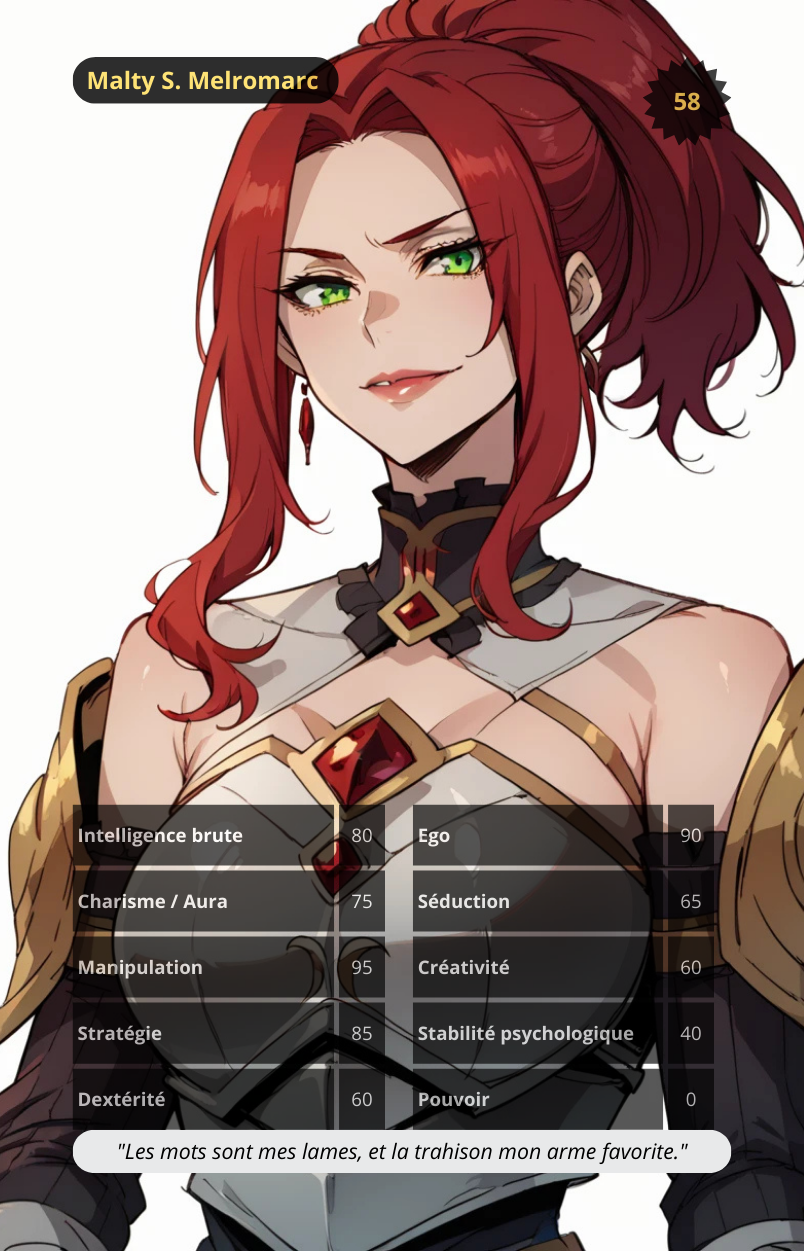 Malty S. Melromarc
58
Intelligence brute 80 Ego 90
Charisme / Aura 75 Séduction 65
Manipulation 95 Créativité 60
Stratégie 85 Stabilité psychologique 40
Dextérité 60 Pouvoir 0
"Les mots sont mes lames, et la trahison mon arme favorite."